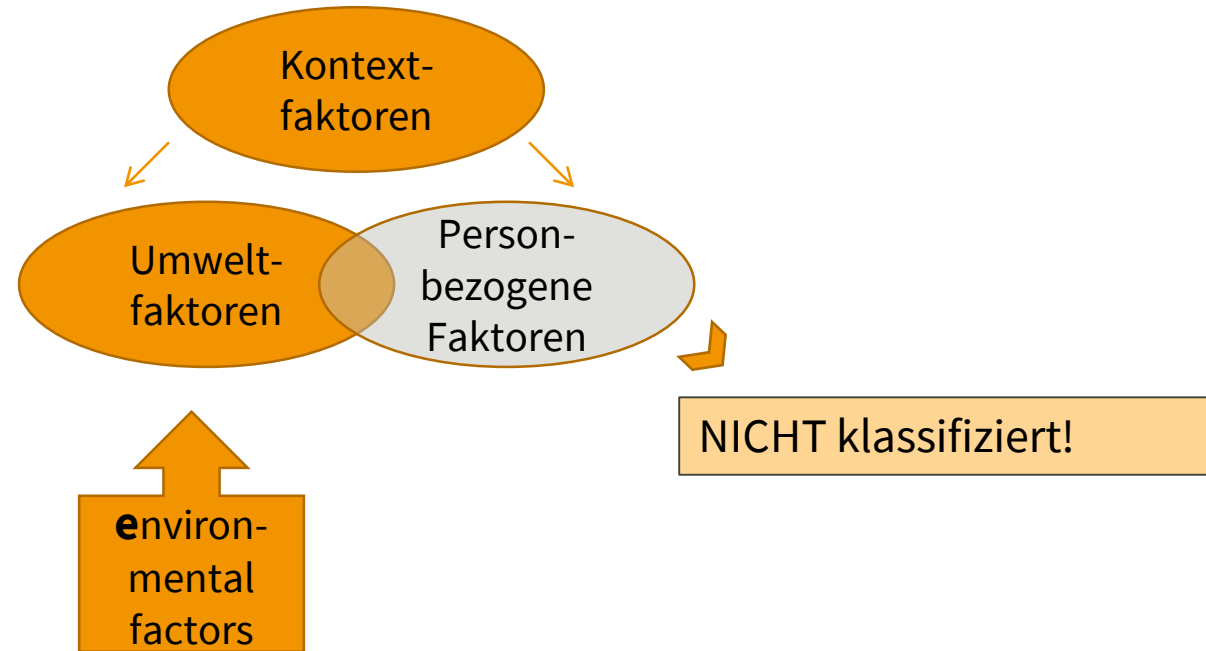 Kontext-
faktoren
Umwelt-
faktoren
Person-
bezogene
Faktoren
NICHT klassifiziert!
environ-
mental
factors